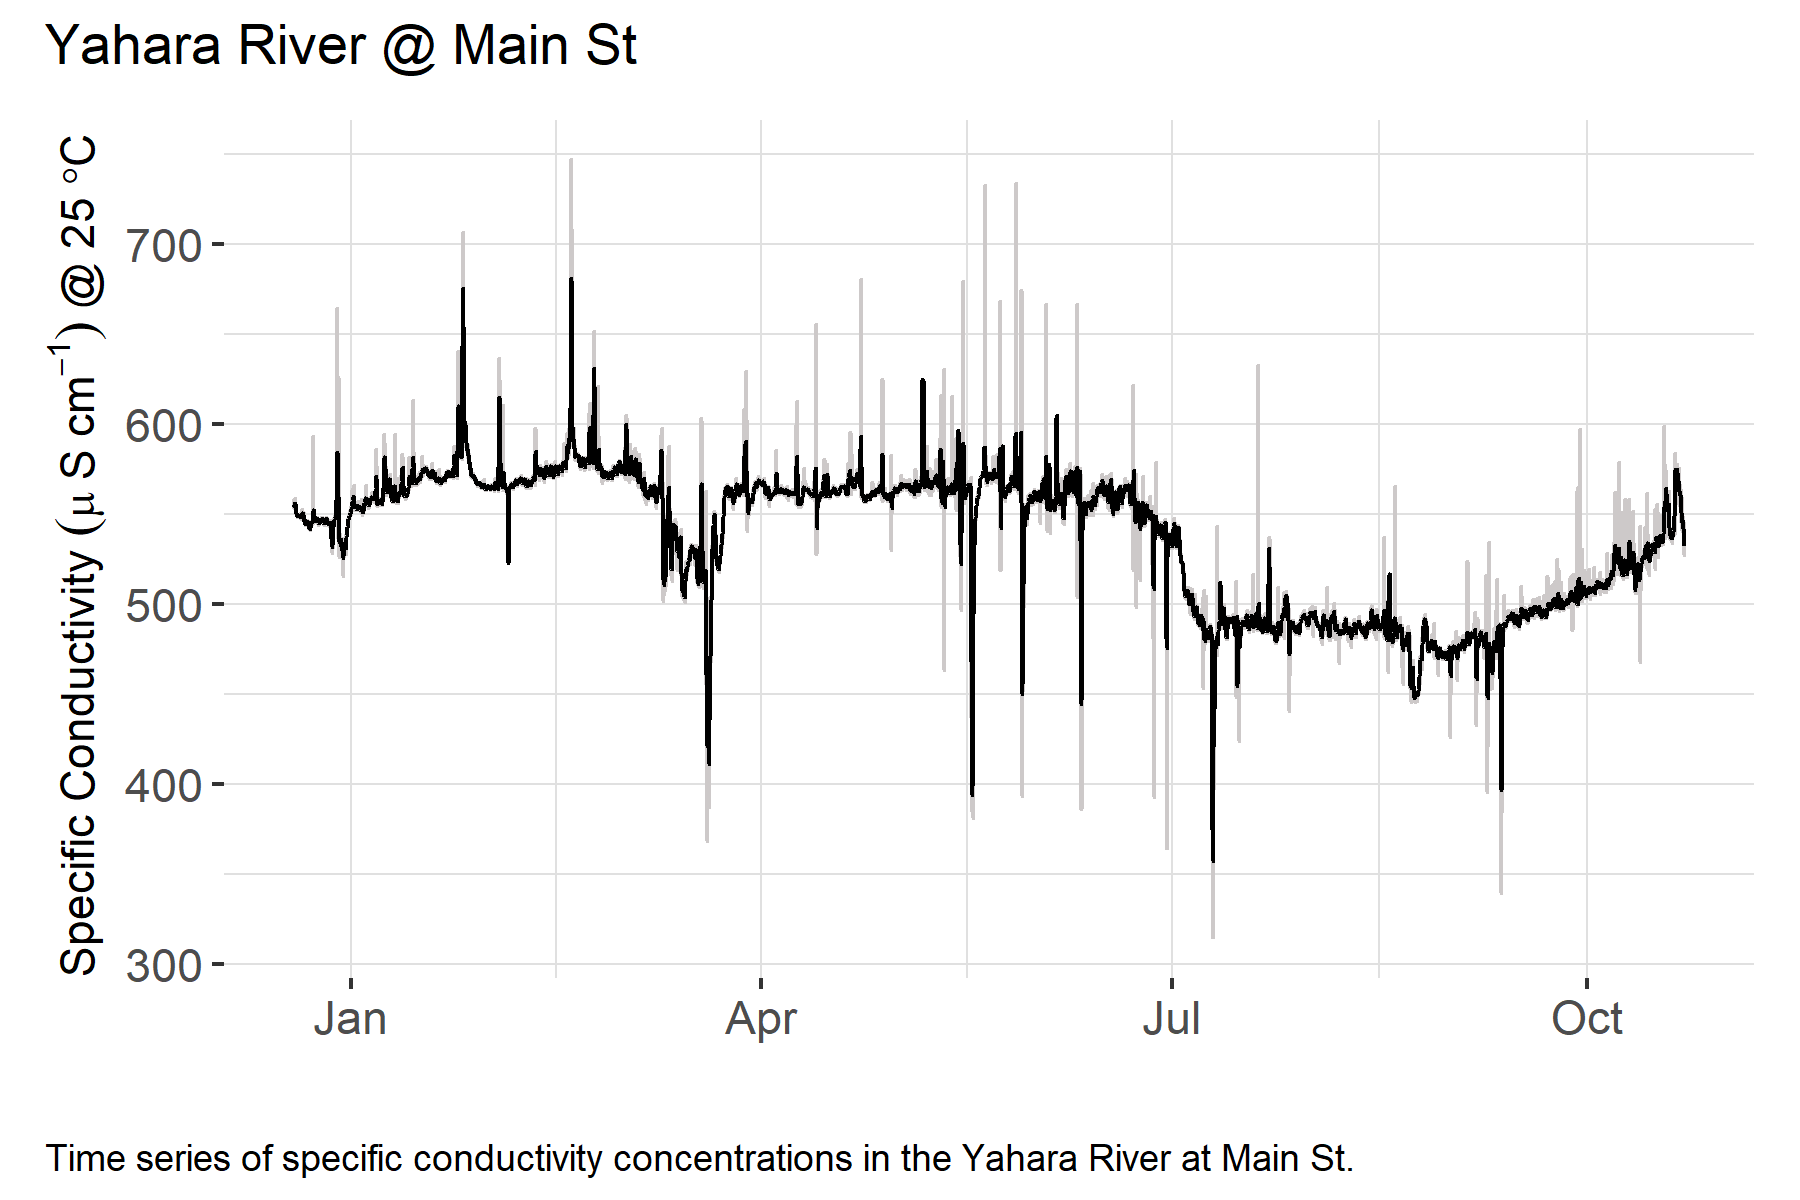 Yahara River @ Main St
Specific Conductivity (μ S cm⁻¹) @ 25 °C
700
600
500
400
300
Jan Apr Jul Oct
Time series of specific conductivity concentrations in the Yahara River at Main St.